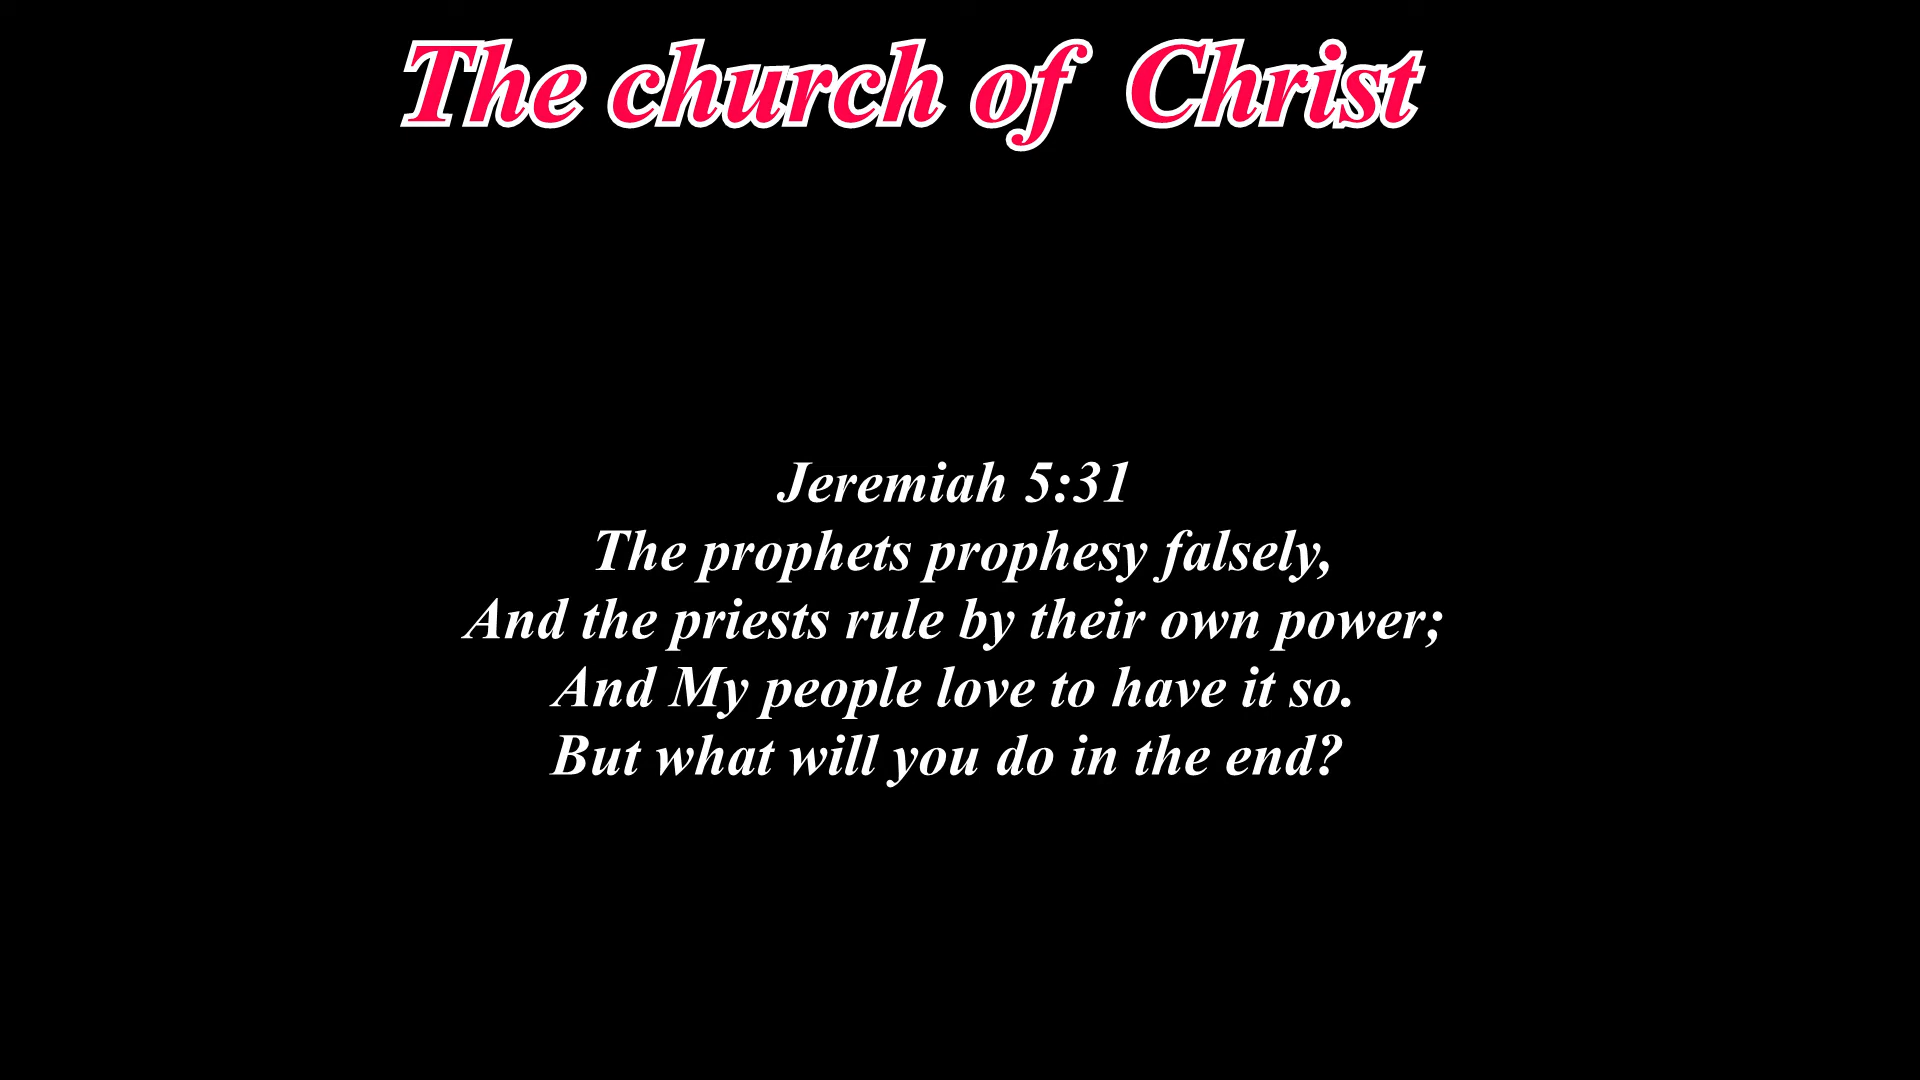 The church of Christ
Jeremiah 5:31
The prophets prophesy falsely,
And the priests rule by their own power;
And My people love to have it so.
But what will you do in the end?